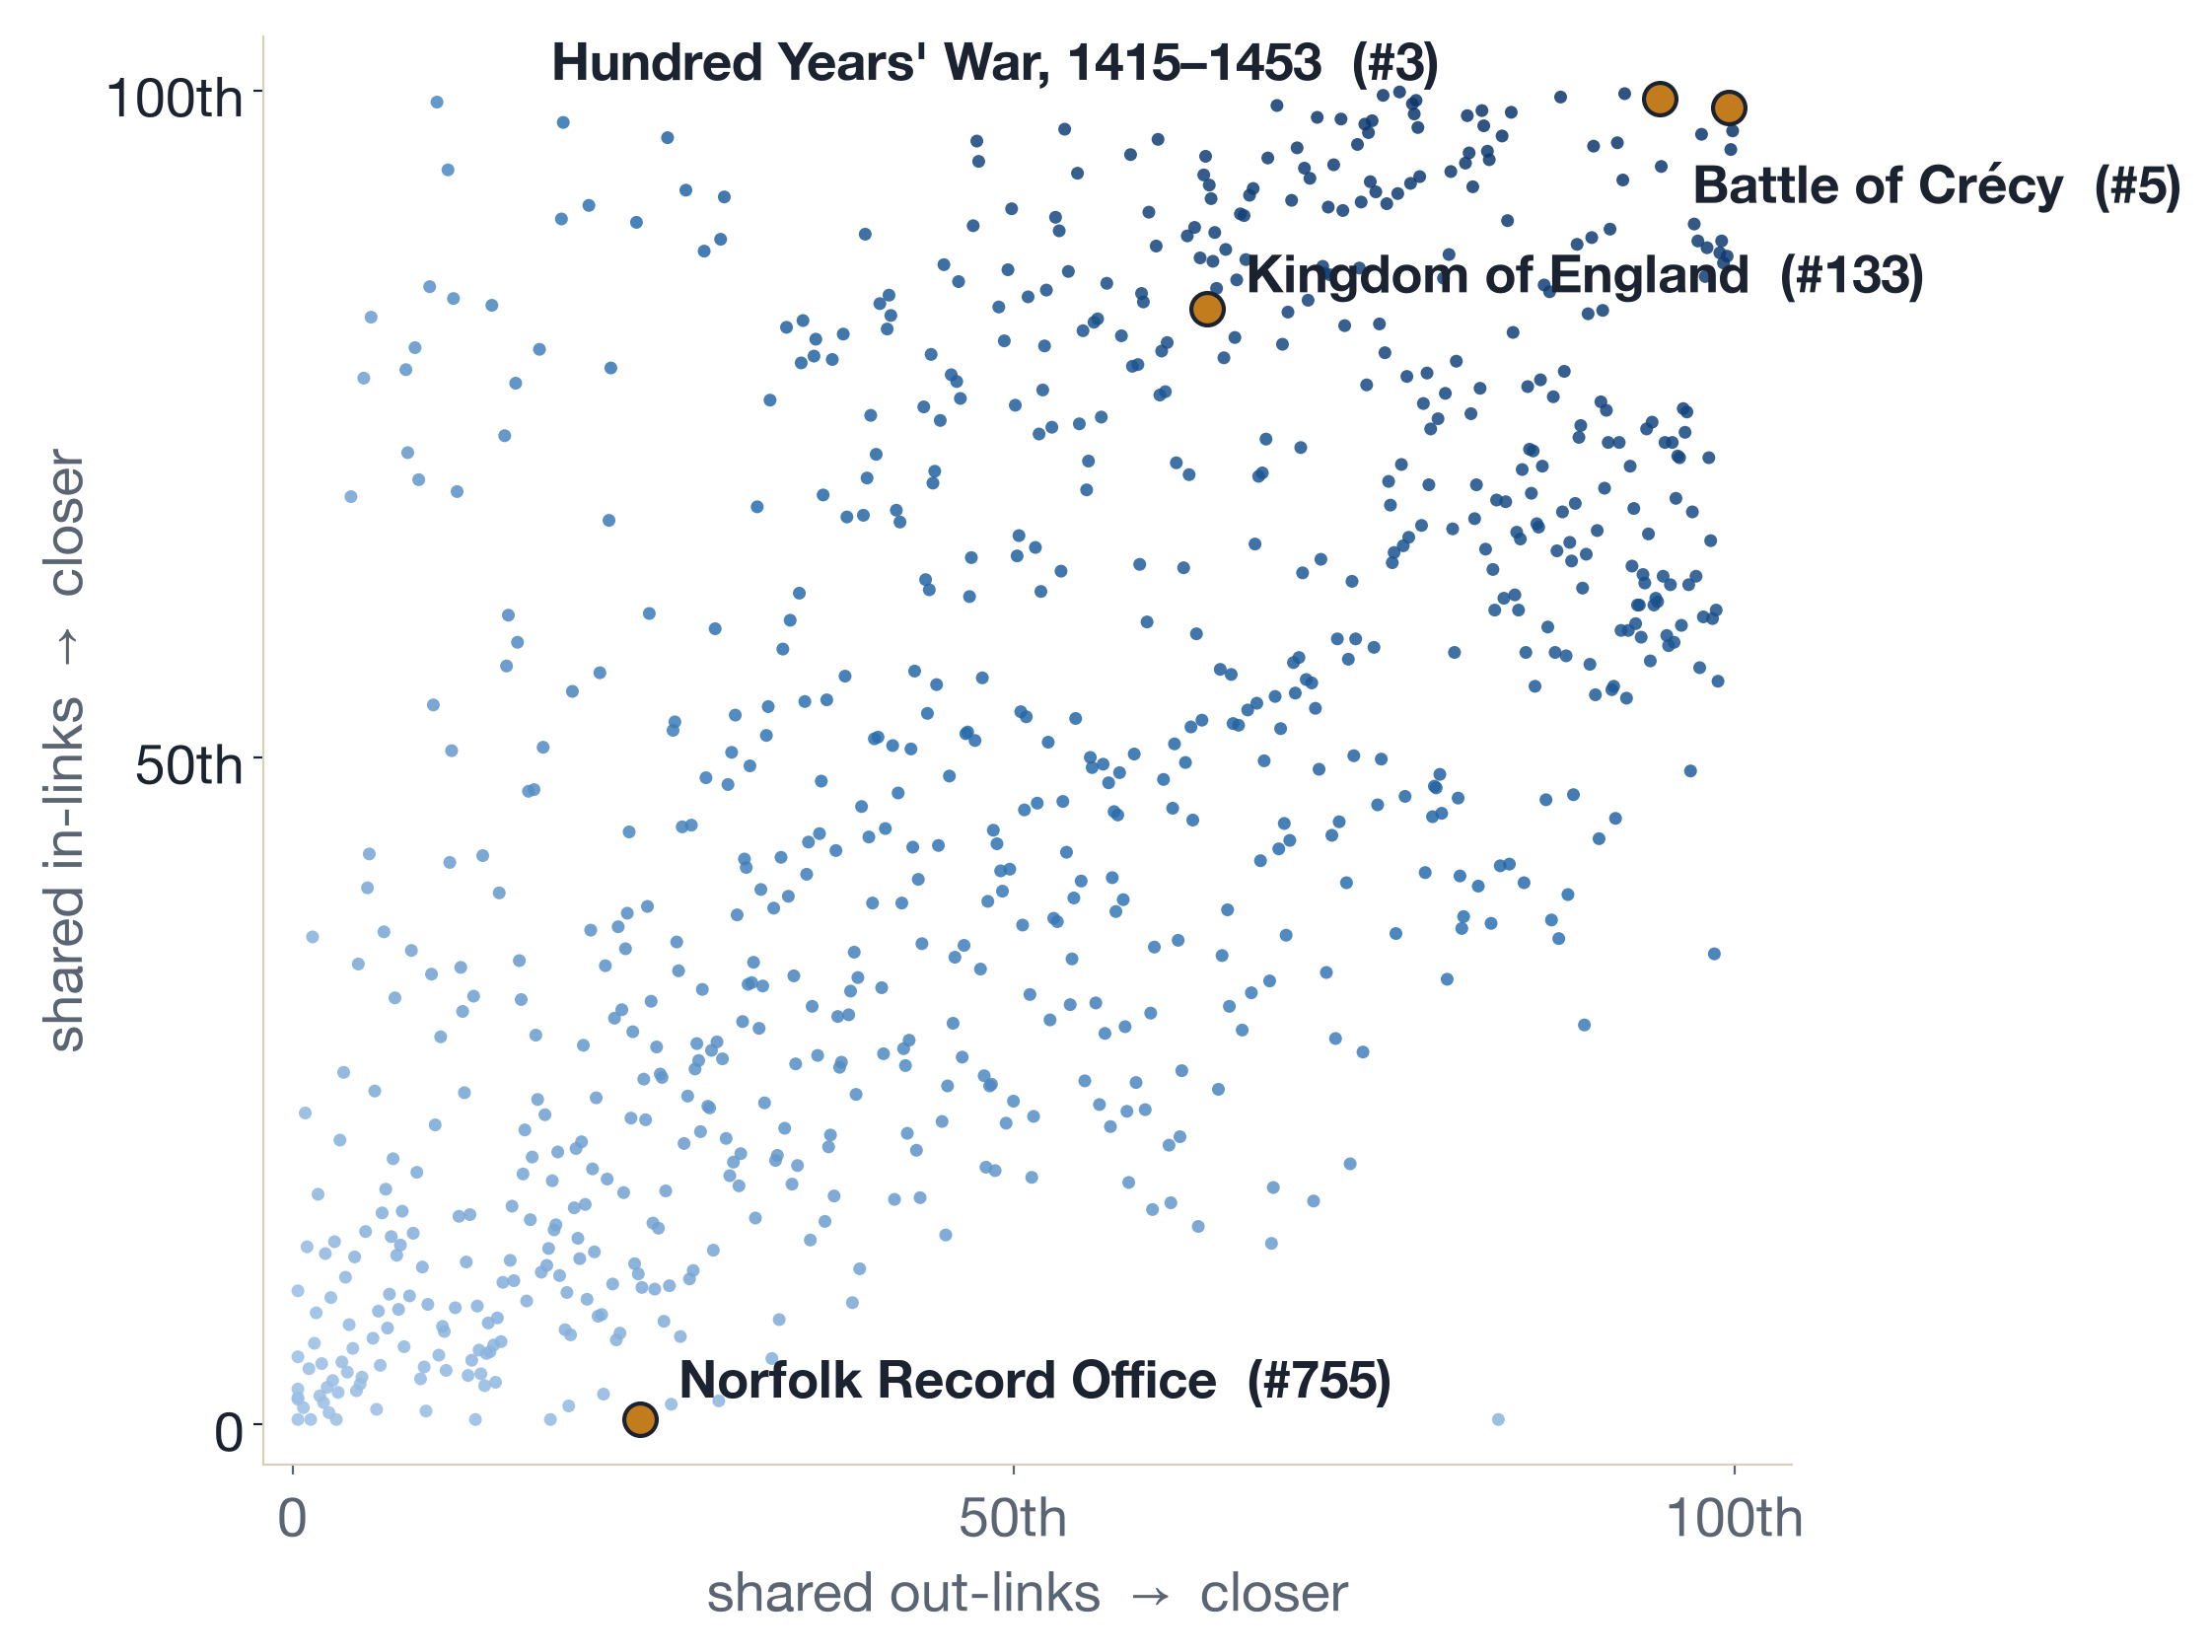 Hundred Years' War, 1415–1453 (#3)
100th
Battle of Crécy (#5)
Kingdom of England (#133)
shared in-links → closer
50th
Norfolk Record Office (#755)
0
0
50th
100th
shared out-links → closer